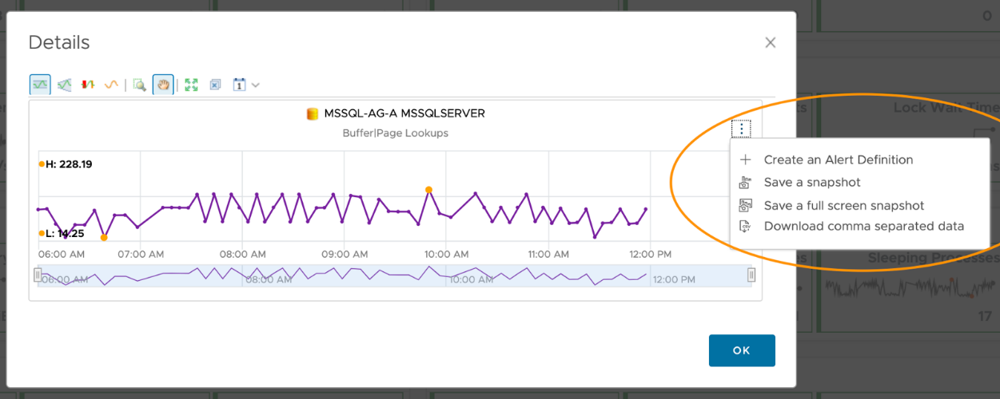 0
Details
MSSQL-AG-A MSSQLSERVER
Buffer|Page Lookups
Lock Wait Time
H: 228.19
L: 14.25
Create an Alert Definition
Save a snapshot
Save a full screen snapshot
Download comma separated data
06:00 AM 07:00 AM 08:00 AM 09:00 AM 10:00 AM 11:00 AM 12:00 PM
Sleeping Processes
06:00 AM 08:00 AM 10:00 AM 12:00 PM
17
OK